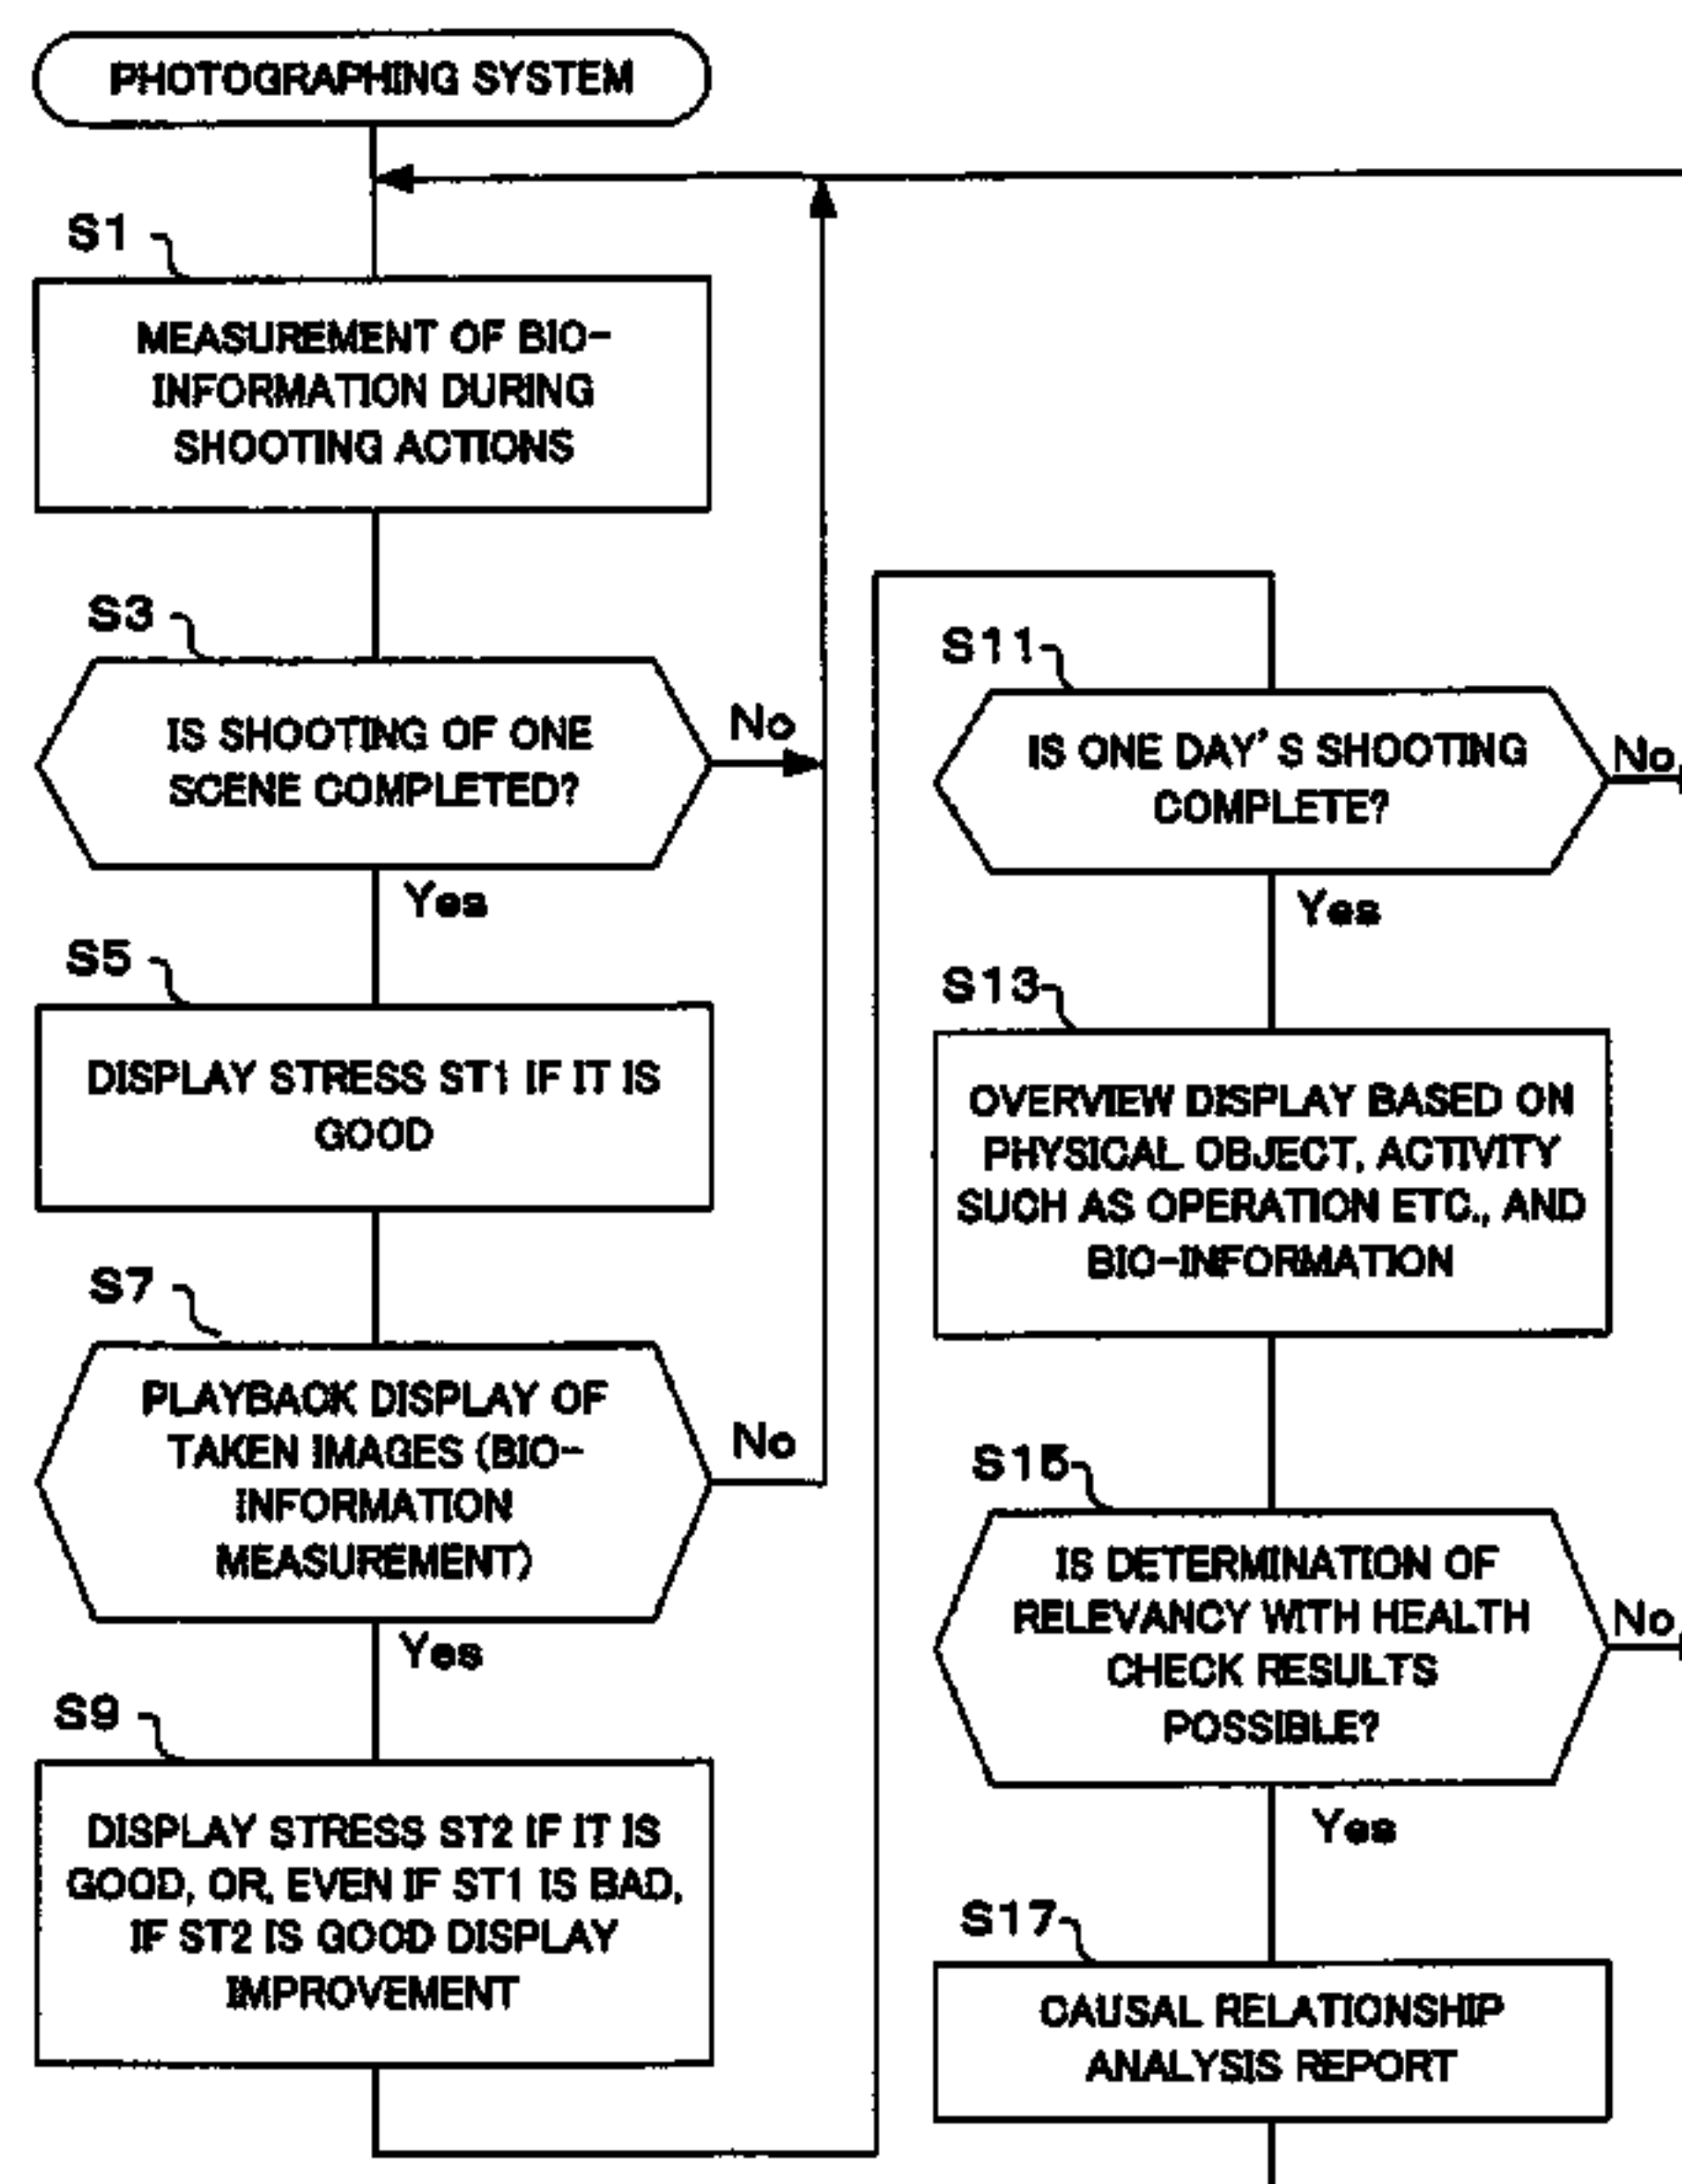 PHOTOGRAPHING SYSTEM
S1
MEASUREMENT OF BIO-
INFORMATION DURING
SHOOTING ACTIONS
S3
IS SHOOTING OF ONE
SCENE COMPLETED?
No
Yes
S5
DISPLAY STRESS ST1 IF IT IS
GOOD
S7
PLAYBACK DISPLAY OF
TAKEN IMAGES (BIO-
INFORMATION
MEASUREMENT)
No
Yes
S9
DISPLAY STRESS ST2 IF IT IS
GOOD, OR, EVEN IF ST1 IS BAD,
IF ST2 IS GOOD DISPLAY
IMPROVEMENT
S11
IS ONE DAY'S SHOOTING
COMPLETE?
No
Yes
S13
OVERVIEW DISPLAY BASED ON
PHYSICAL OBJECT, ACTIVITY
SUCH AS OPERATION ETC., AND
BIO-INFORMATION
S15
IS DETERMINATION OF
RELEVANCY WITH HEALTH
CHECK RESULTS
POSSIBLE?
No
Yes
S17
CAUSAL RELATIONSHIP
ANALYSIS REPORT